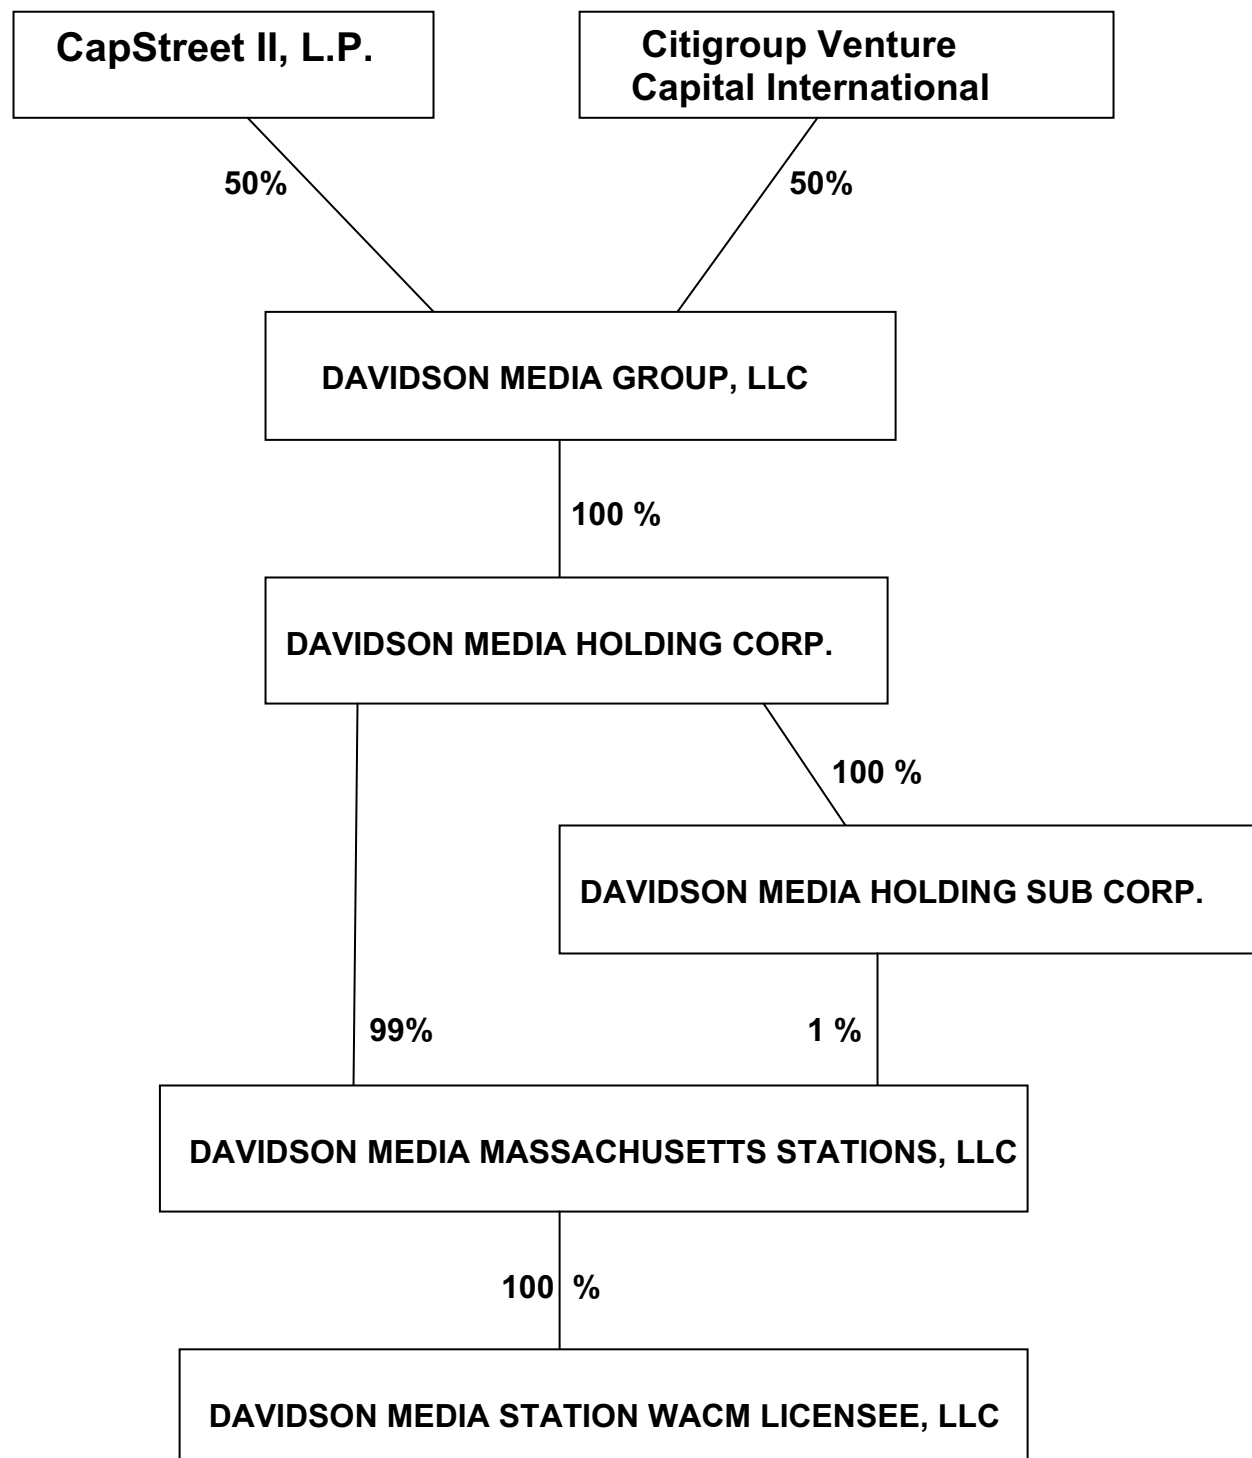 CapStreet II, L.P.
Citigroup Venture
Capital International
50%
50%
DAVIDSON MEDIA GROUP, LLC
100 %
DAVIDSON MEDIA HOLDING CORP.
100 %
DAVIDSON MEDIA HOLDING SUB CORP.
99%
1 %
DAVIDSON MEDIA MASSACHUSETTS STATIONS, LLC
100 %
DAVIDSON MEDIA STATION WACM LICENSEE, LLC